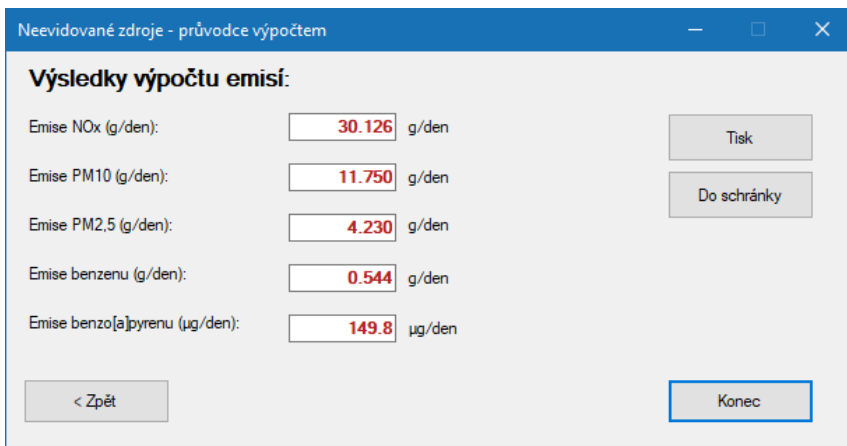 Neevidované zdroje - průvodce výpočtem
Výsledky výpočtu emisí:
Emise NOx (g/den): 30.126 g/den
Tisk
Emise PM10 (g/den): 11.750 g/den
Do schránky
Emise PM2,5 (g/den): 4.230 g/den
Emise benzenu (g/den): 0.544 g/den
Emise benzo[a]pyrenu (µg/den): 149.8 µg/den
< Zpět
Konec